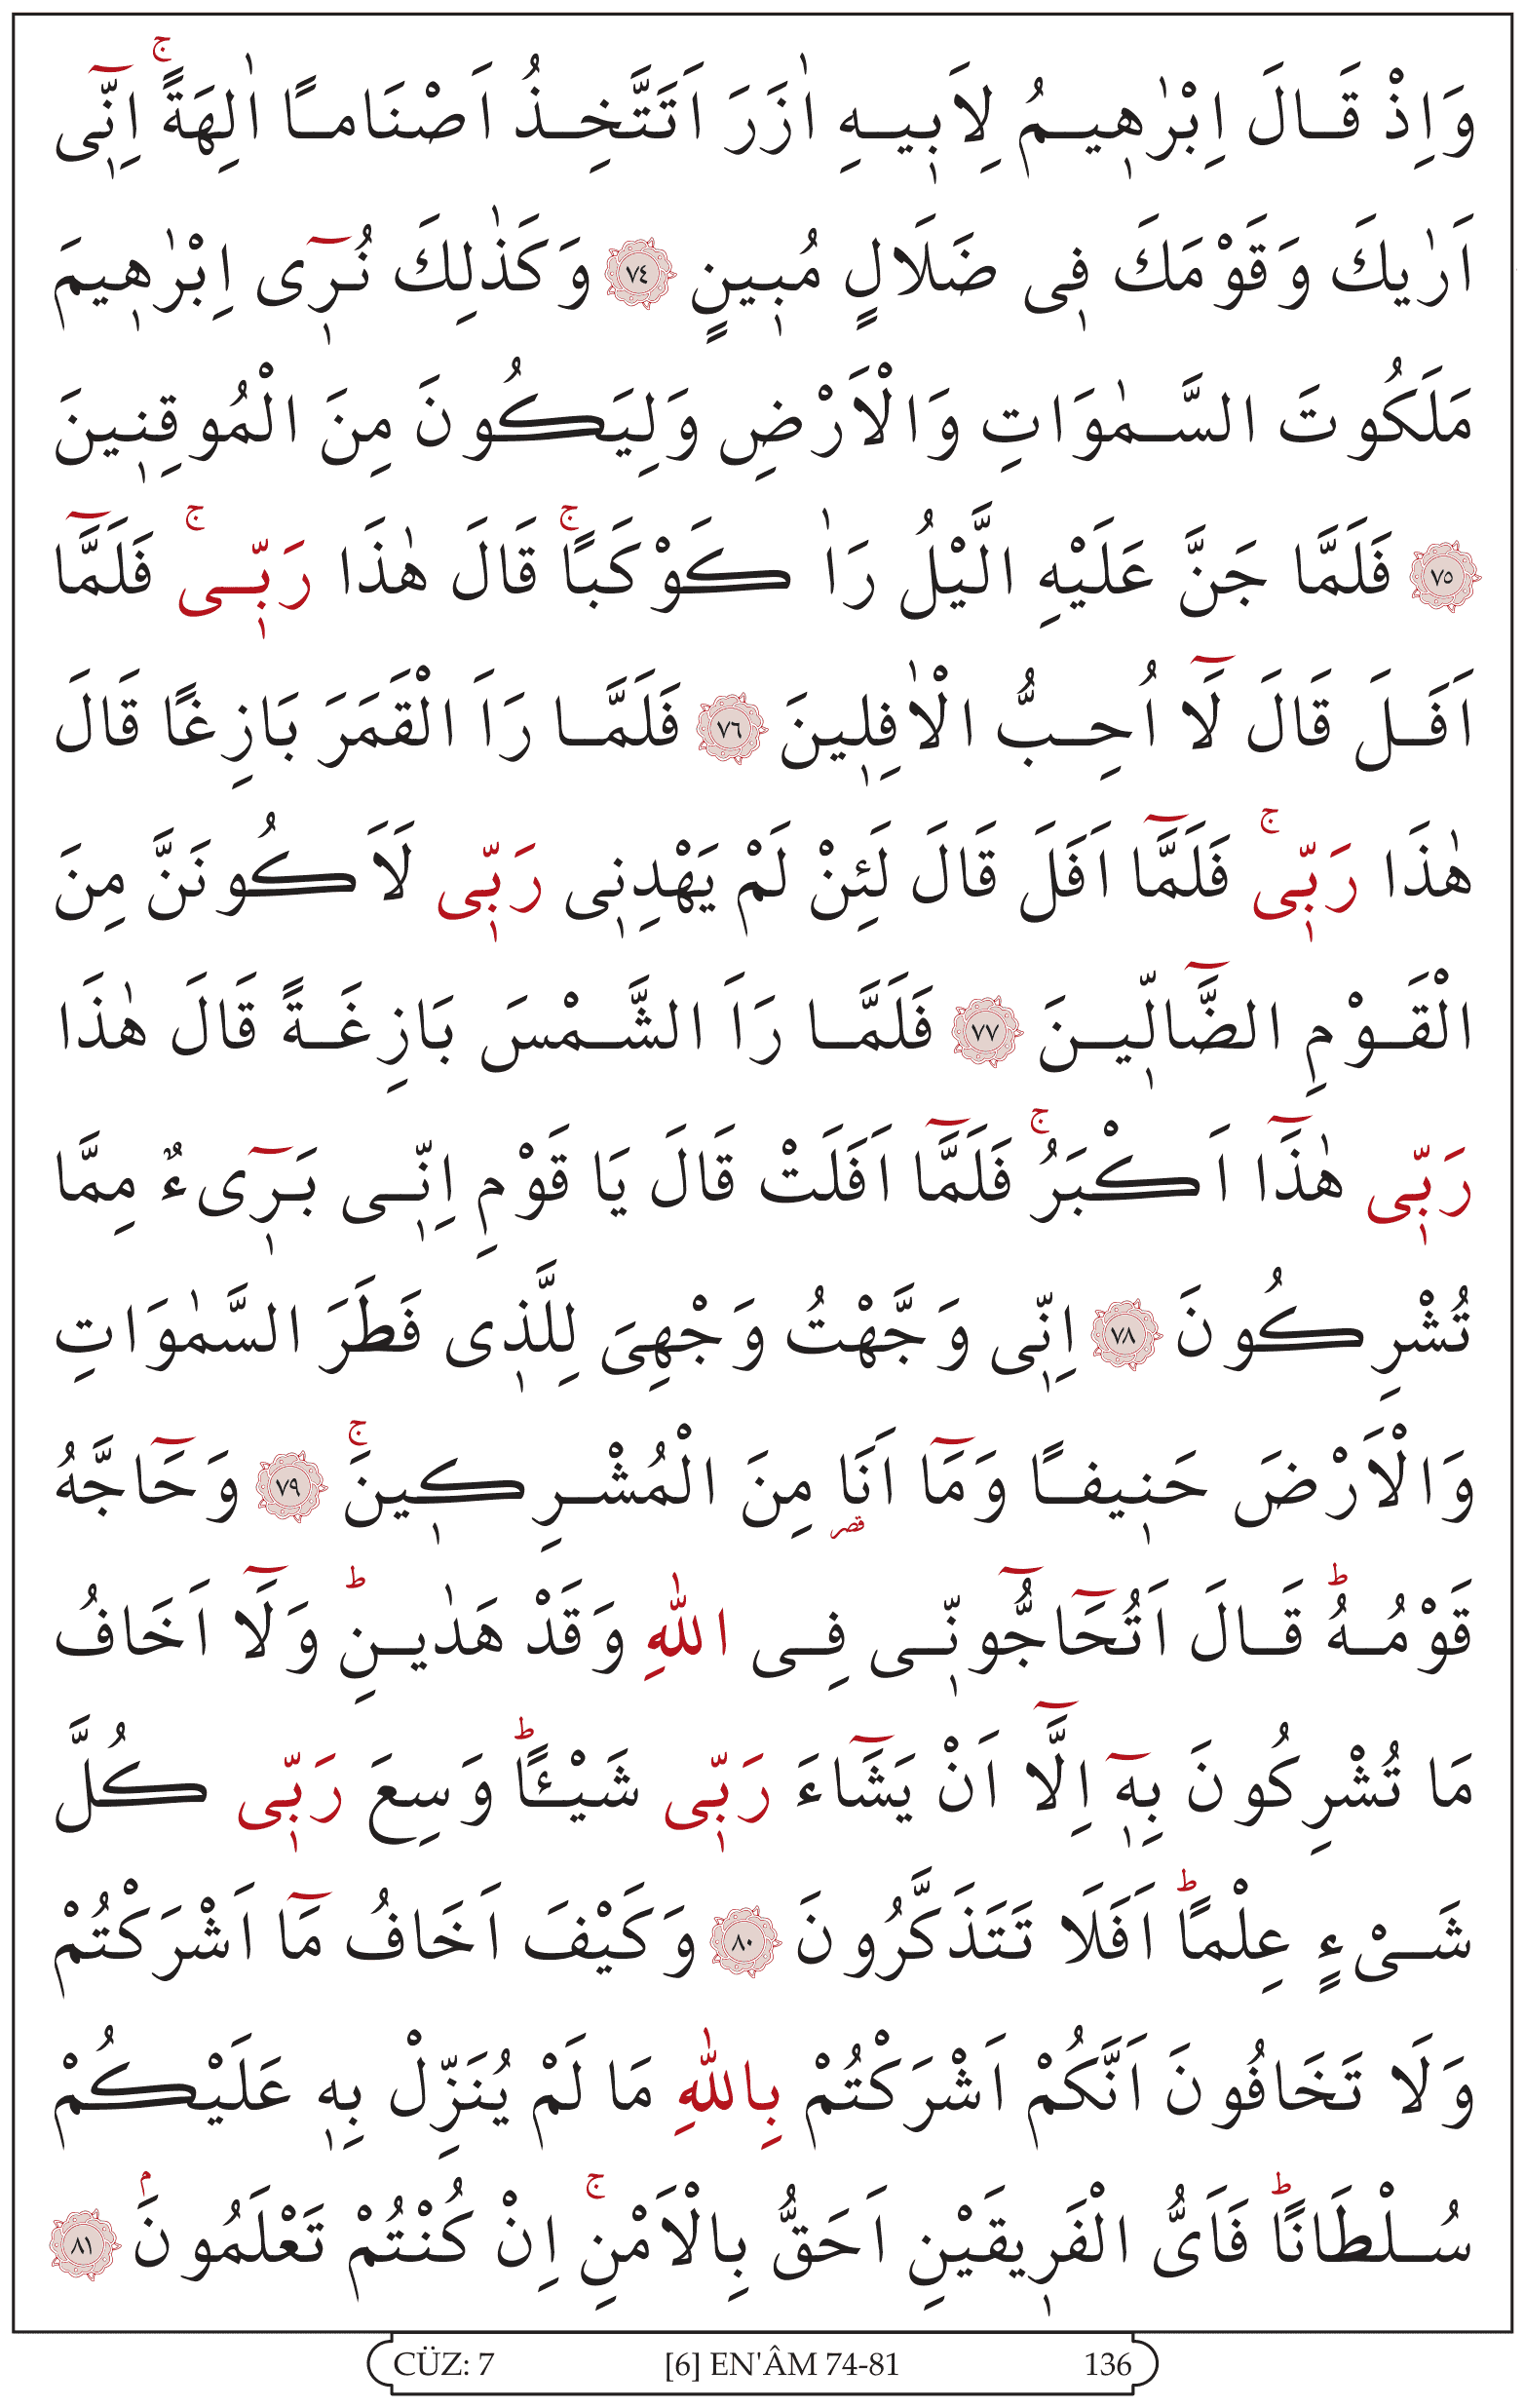 وَاِذْ قَالَ اِبْرٰه۪يمُ لِاَب۪يهِ اٰزَرَ اَتَتَّخِذُ اَصْنَامًا اٰلِهَةًۚ اِنّ۪ٓى
اَرٰيكَ وَقَوْمَكَ ف۪ى ضَلَالٍ مُب۪ينٍ ﴿٧٤﴾ وَكَذٰلِكَ نُر۪ٓى اِبْرٰه۪يمَ
مَلَكُوتَ السَّمٰوَاتِ وَالْاَرْضِ وَلِيَكُونَ مِنَ الْمُوقِن۪ينَ
﴿٧٥﴾ فَلَمَّا جَنَّ عَلَيْهِ الَّيْلُ رَاٰ كَوْكَبًاۚ قَالَ هٰذَا رَبّ۪ىۚ فَلَمَّٓا
اَفَلَ قَالَ لَٓا اُحِبُّ الْاٰفِل۪ينَ ﴿٧٦﴾ فَلَمَّا رَاَ الْقَمَرَ بَازِغًا قَالَ
هٰذَا رَبّ۪ىۚ فَلَمَّٓا اَفَلَ قَالَ لَئِنْ لَمْ يَهْدِن۪ى رَبّ۪ى لَاَكُونَنَّ مِنَ
الْقَوْمِ الضَّٓالّ۪ينَ ﴿٧٧﴾ فَلَمَّا رَاَ الشَّمْسَ بَازِغَةً قَالَ هٰذَا
رَبّ۪ى هٰذَٓا اَكْبَرُۚ فَلَمَّٓا اَفَلَتْ قَالَ يَا قَوْمِ اِنّ۪ى بَر۪ٓىءٌ مِمَّا
تُشْرِكُونَ ﴿٧٨﴾ اِنّ۪ى وَجَّهْتُ وَجْهِىَ لِلَّذ۪ى فَطَرَ السَّمٰوَاتِ
وَالْاَرْضَ حَن۪يفًا وَمَٓا اَنَا۬ مِنَ الْمُشْرِك۪ينَۚ ﴿٧٩﴾ وَحَٓاجَّهُ
قَوْمُهُۜ قَالَ اَتُحَٓاجُّٓونّ۪ى فِى اللّٰهِ وَقَدْ هَدٰينِۜ وَلَٓا اَخَافُ
مَا تُشْرِكُونَ بِه۪ٓ اِلَّٓا اَنْ يَشَٓاءَ رَبّ۪ى شَيْـًٔاۜ وَسِعَ رَبّ۪ى كُلَّ
شَىْءٍ عِلْمًاۜ اَفَلَا تَتَذَكَّرُونَ ﴿٨٠﴾ وَكَيْفَ اَخَافُ مَٓا اَشْرَكْتُمْ
وَلَا تَخَافُونَ اَنَّكُمْ اَشْرَكْتُمْ بِاللّٰهِ مَا لَمْ يُنَزِّلْ بِه۪ عَلَيْكُمْ
سُلْطَانًاۜ فَاَىُّ الْفَر۪يقَيْنِ اَحَقُّ بِالْاَمْنِۚ اِنْ كُنْتُمْ تَعْلَمُونَۢ ﴿٨١﴾
CÜZ: 7 [6] EN'ÂM 74-81 136